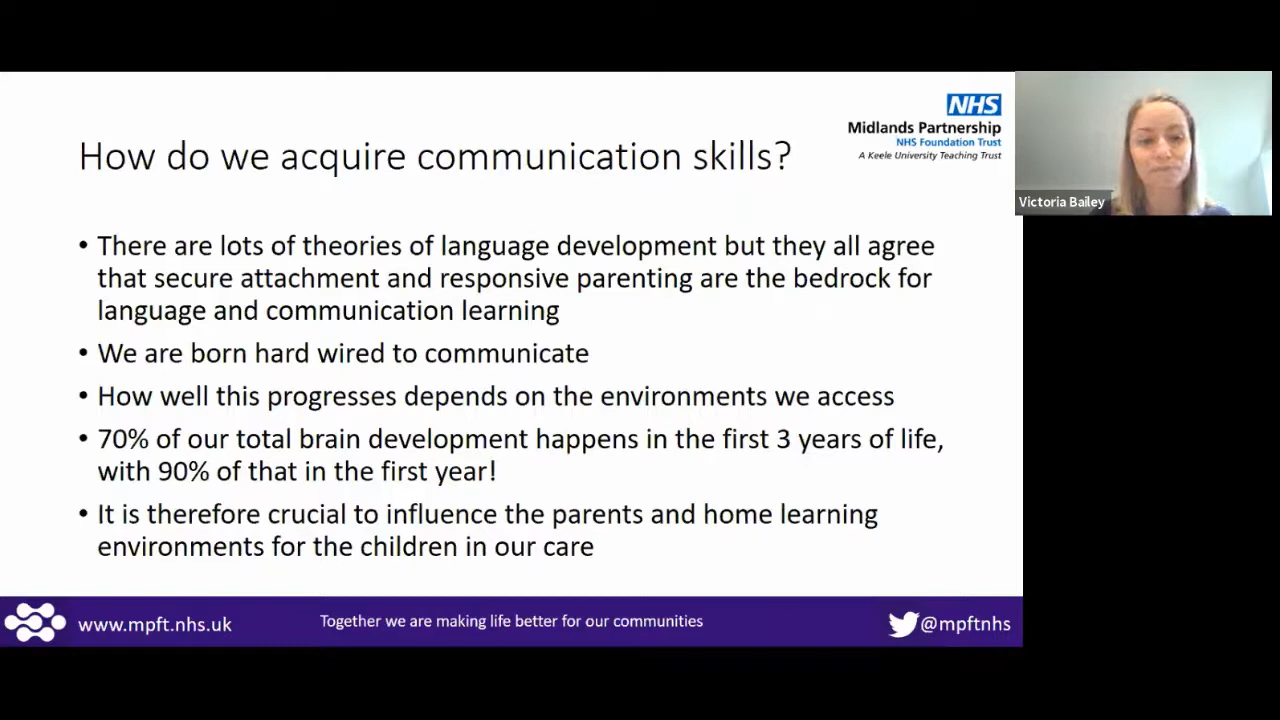 NHS
Midlands Partnership
NHS Foundation Trust
A Keele University Teaching Trust
How do we acquire communication skills?
• There are lots of theories of language development but they all agree
that secure attachment and responsive parenting are the bedrock for
language and communication learning
• We are born hard wired to communicate
• How well this progresses depends on the environments we access
• 70% of our total brain development happens in the first 3 years of life,
with 90% of that in the first year!
• It is therefore crucial to influence the parents and home learning
environments for the children in our care
www.mpft.nhs.uk
Together we are making life better for our communities
@mpftnhs
Victoria Bailey